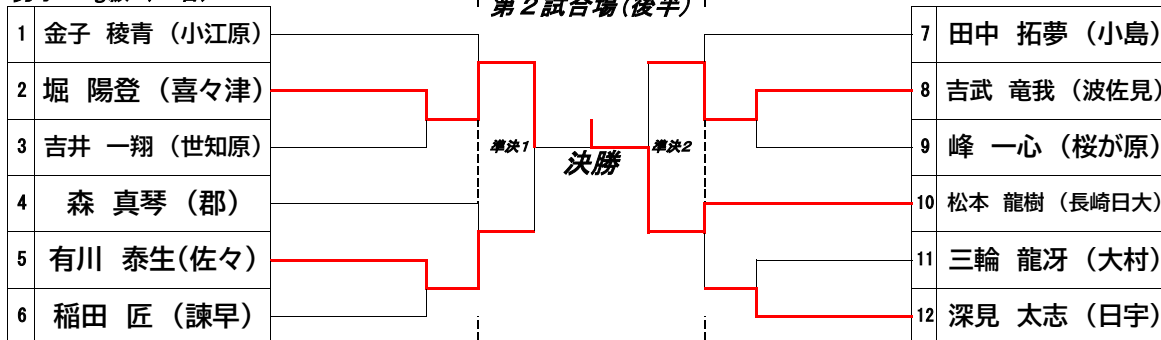 第2試合場(後半)
1 金子 稜青 (小江原)
2 堀 陽登 (喜々津)
3 吉井 一翔 (世知原)
4 森 真琴 (郡)
5 有川 泰生(佐々)
6 稲田 匠 (諫早)
準決1
決勝
準決2
7 田中 拓夢 (小島)
8 吉武 竜我 (波佐見)
9 峰 一心 (桜が原)
10 松本 龍樹 (長崎日大)
11 三輪 龍冴 (大村)
12 深見 太志 (日宇)